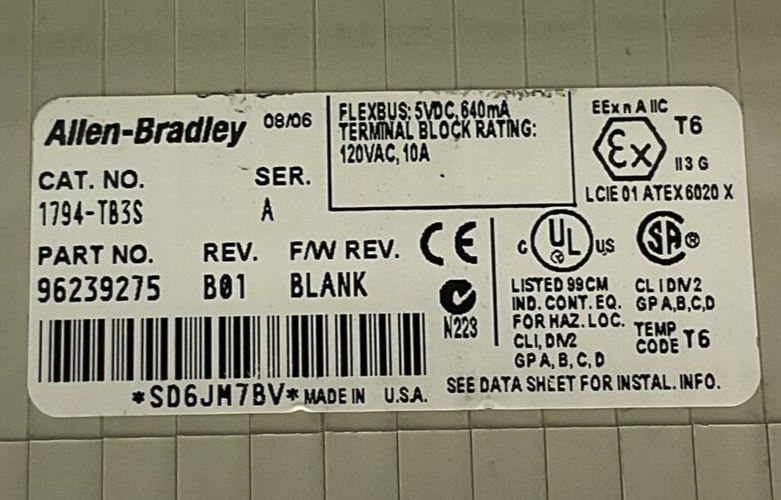 Allen-Bradley 08/06
CAT. NO. SER.
1794-TB3S A
PART NO. REV. F/W REV.
96239275 B01 BLANK
*SD6JM7BV* MADE IN U.S.A.
FLEXBUS: 5VDC, 640mA
TERMINAL BLOCK RATING:
120VAC, 10A
EEx n A IIC
Ex T6
II 3 G
LCIE 01 ATEX 6020 X
CE
N223
C UL US
LISTED 99CM
IND. CONT. EQ.
FOR HAZ. LOC.
CL I, DIV 2
GP A, B, C, D
SA ®
CL I DIV 2
GP A,B,C,D
TEMP
CODE T6
SEE DATA SHEET FOR INSTAL. INFO.